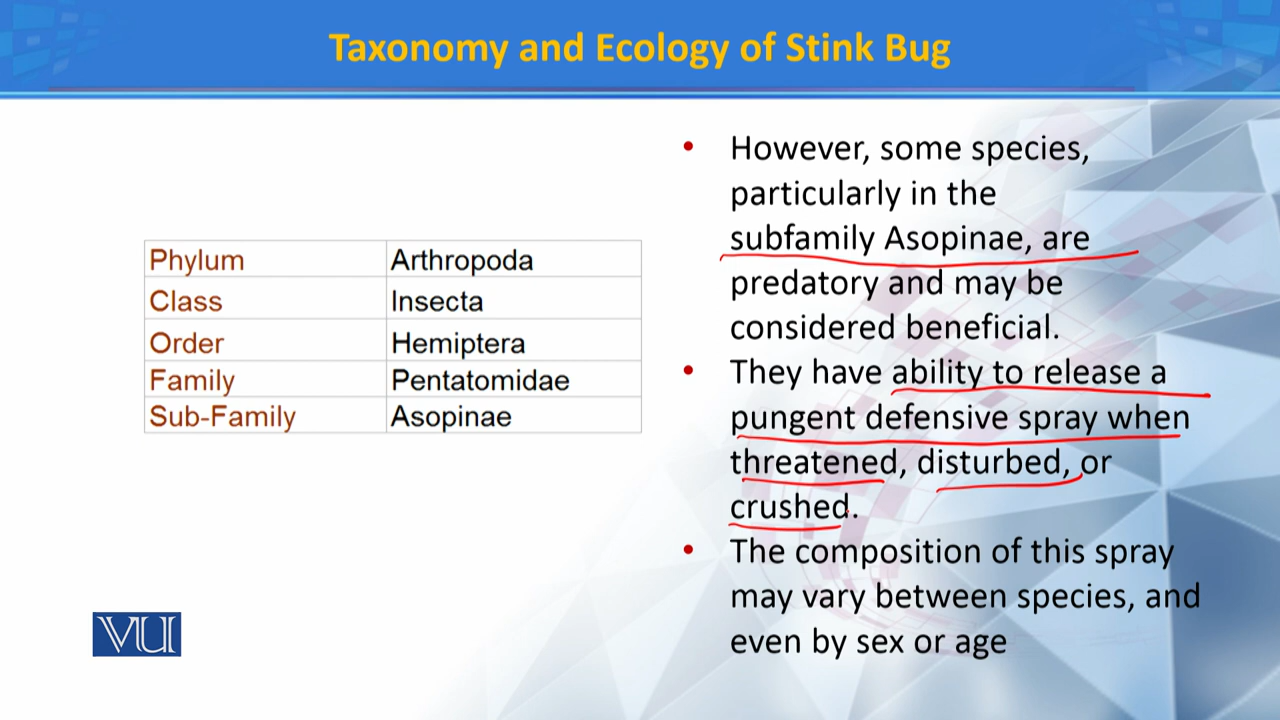 Taxonomy and Ecology of Stink Bug
Phylum Arthropoda
Class Insecta
Order Hemiptera
Family Pentatomidae
Sub-Family Asopinae
• However, some species,
particularly in the
subfamily Asopinae, are
predatory and may be
considered beneficial.
• They have ability to release a
pungent defensive spray when
threatened, disturbed, or
crushed.
• The composition of this spray
may vary between species, and
even by sex or age
VU